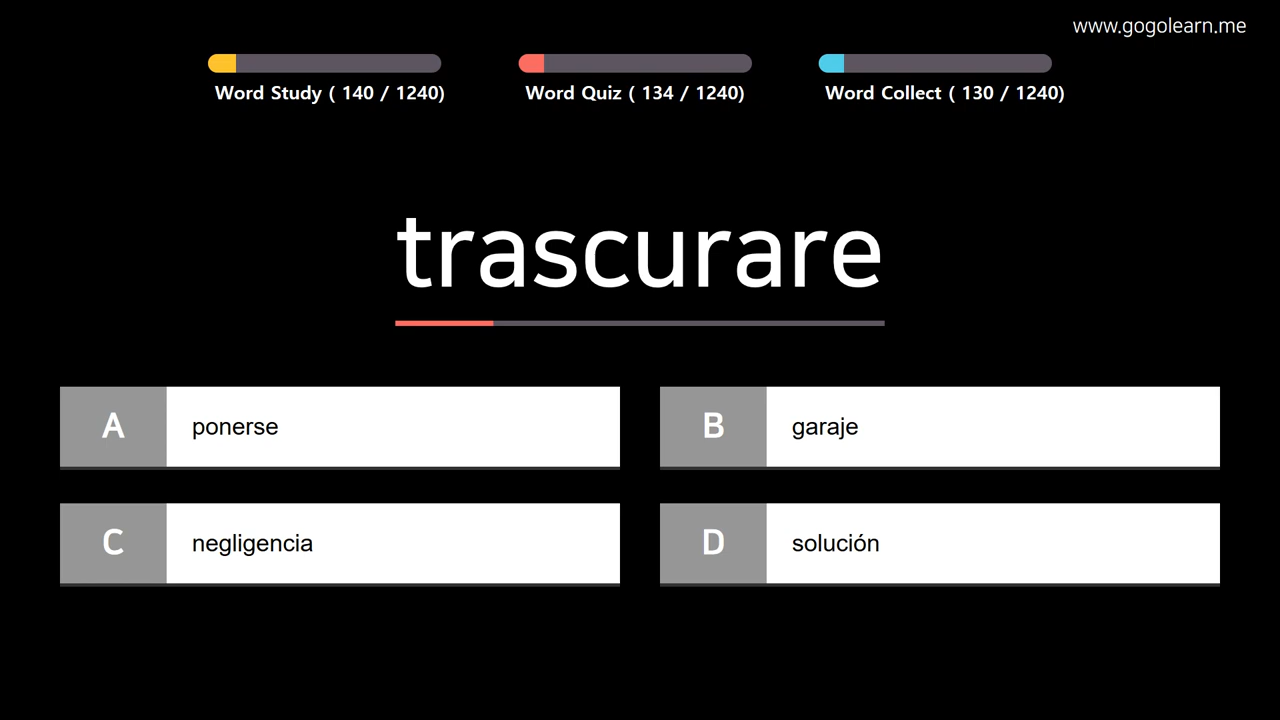 www.gogolearn.me
Word Study ( 140 / 1240)
Word Quiz ( 134 / 1240)
Word Collect ( 130 / 1240)
trascurare
A ponerse
B garaje
C negligencia
D solución